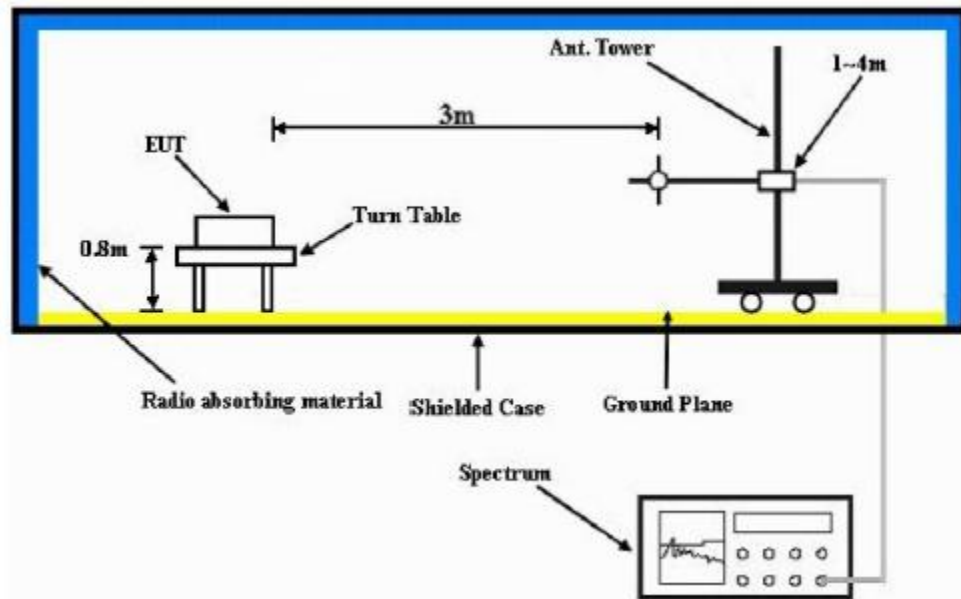 Ant. Tower
1~4m
3m
EUT
Turn Table
0.8m
Radio absorbing material
Shielded Case
Ground Plane
Spectrum